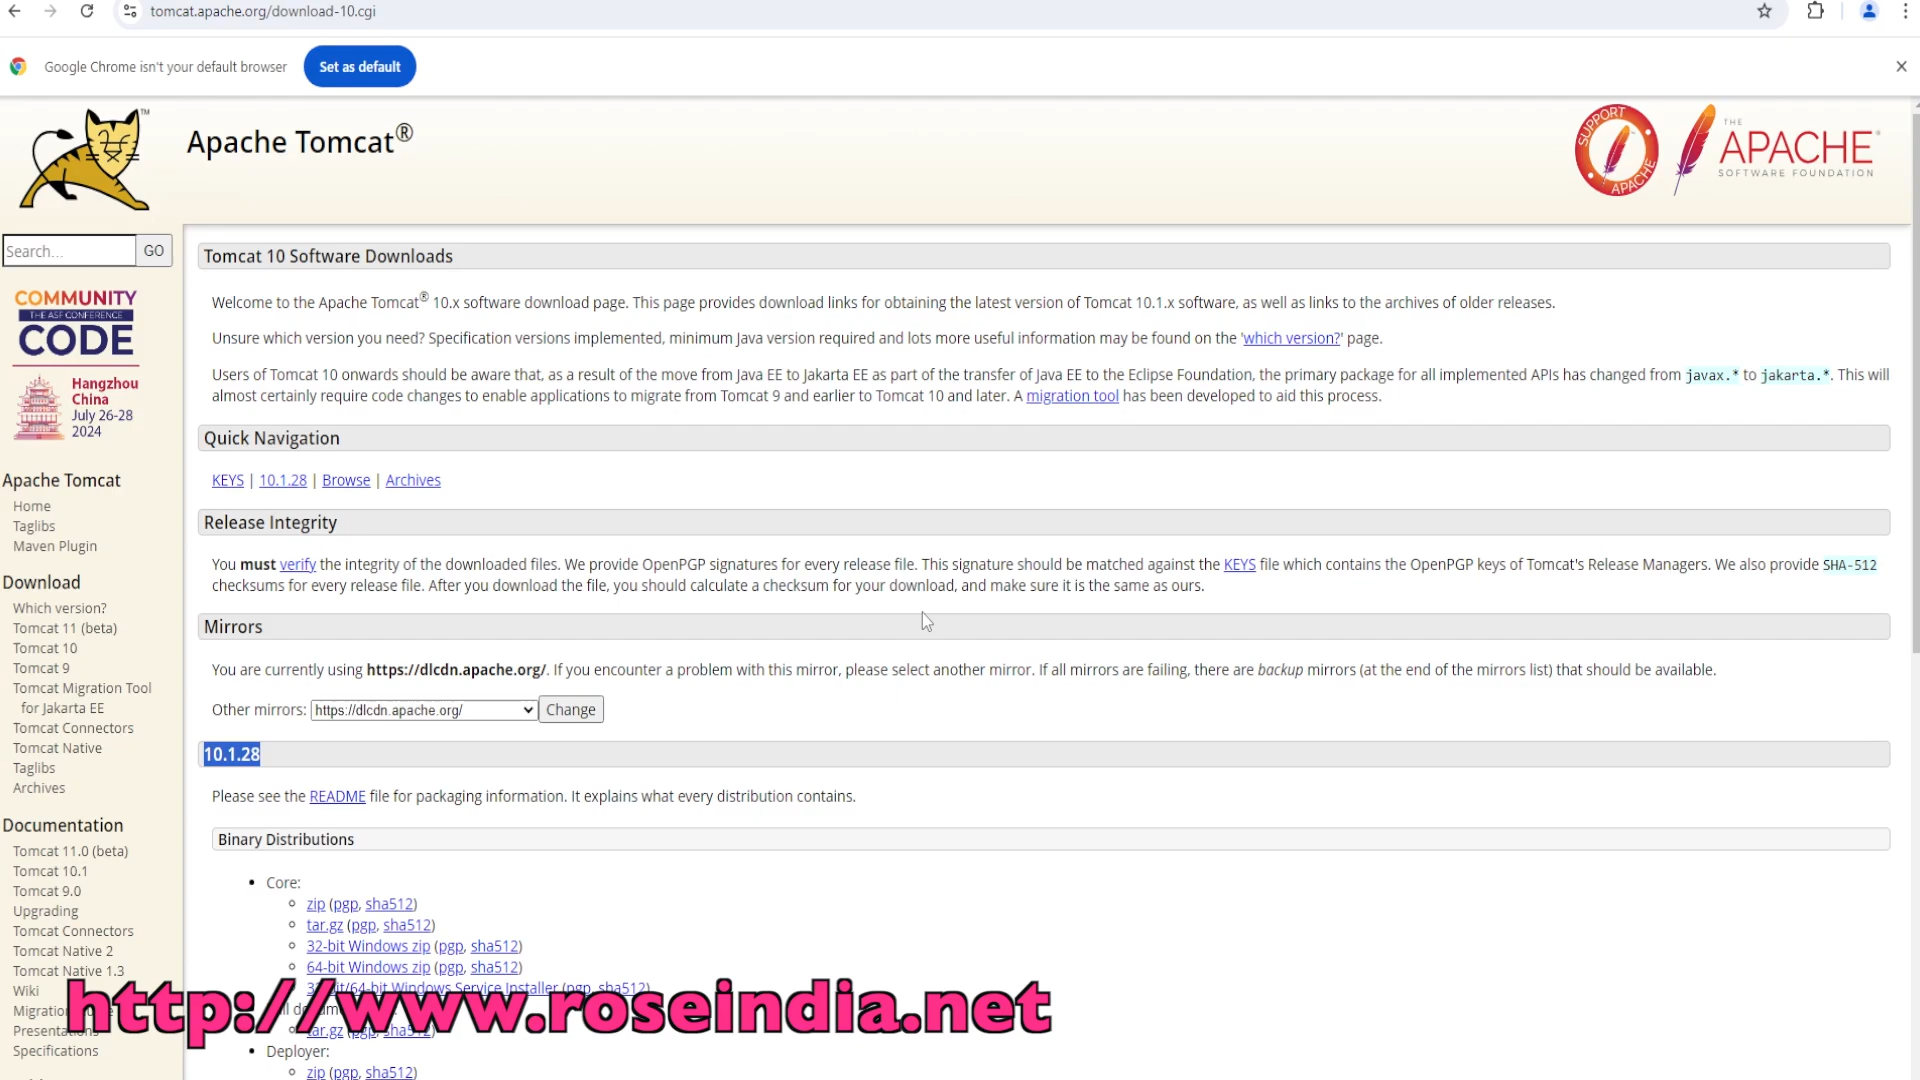 tomcat.apache.org/download-10.cgi
Google Chrome isn't your default browser
Set as default
TM
Apache Tomcat®
SUPPORT APACHE
THE
APACHE®
SOFTWARE FOUNDATION
Search...
GO
COMMUNITY
THE ASF CONFERENCE
CODE
Hangzhou
China
July 26-28
2024
Apache Tomcat
Home
Taglibs
Maven Plugin
Download
Which version?
Tomcat 11 (beta)
Tomcat 10
Tomcat 9
Tomcat Migration Tool
for Jakarta EE
Tomcat Connectors
Tomcat Native
Taglibs
Archives
Documentation
Tomcat 11.0 (beta)
Tomcat 10.1
Tomcat 9.0
Upgrading
Tomcat Connectors
Tomcat Native 2
Tomcat Native 1.3
Wiki
Specifications
Tomcat 10 Software Downloads
Welcome to the Apache Tomcat® 10.x software download page. This page provides download links for obtaining the latest version of Tomcat 10.1.x software, as well as links to the archives of older releases.
Unsure which version you need? Specification versions implemented, minimum Java version required and lots more useful information may be found on the 'which version?' page.
Users of Tomcat 10 onwards should be aware that, as a result of the move from Java EE to Jakarta EE as part of the transfer of Java EE to the Eclipse Foundation, the primary package for all implemented APIs has changed from javax.* to jakarta.*. This will
almost certainly require code changes to enable applications to migrate from Tomcat 9 and earlier to Tomcat 10 and later. A migration tool has been developed to aid this process.
Quick Navigation
KEYS | 10.1.28 | Browse | Archives
Release Integrity
You must verify the integrity of the downloaded files. We provide OpenPGP signatures for every release file. This signature should be matched against the KEYS file which contains the OpenPGP keys of Tomcat's Release Managers. We also provide SHA-512
checksums for every release file. After you download the file, you should calculate a checksum for your download, and make sure it is the same as ours.
Mirrors
You are currently using https://dlcdn.apache.org/. If you encounter a problem with this mirror, please select another mirror. If all mirrors are failing, there are backup mirrors (at the end of the mirrors list) that should be available.
Other mirrors: https://dlcdn.apache.org/ Change
10.1.28
Please see the README file for packaging information. It explains what every distribution contains.
Binary Distributions
Core:
zip (pgp, sha512)
tar.gz (pgp, sha512)
32-bit Windows zip (pgp, sha512)
64-bit Windows zip (pgp, sha512)
32-bit/64-bit Windows Service Installer (pgp, sha512)
tar.gz (pgp, sha512)
Deployer:
zip (pgp, sha512)
http://www.roseindia.net